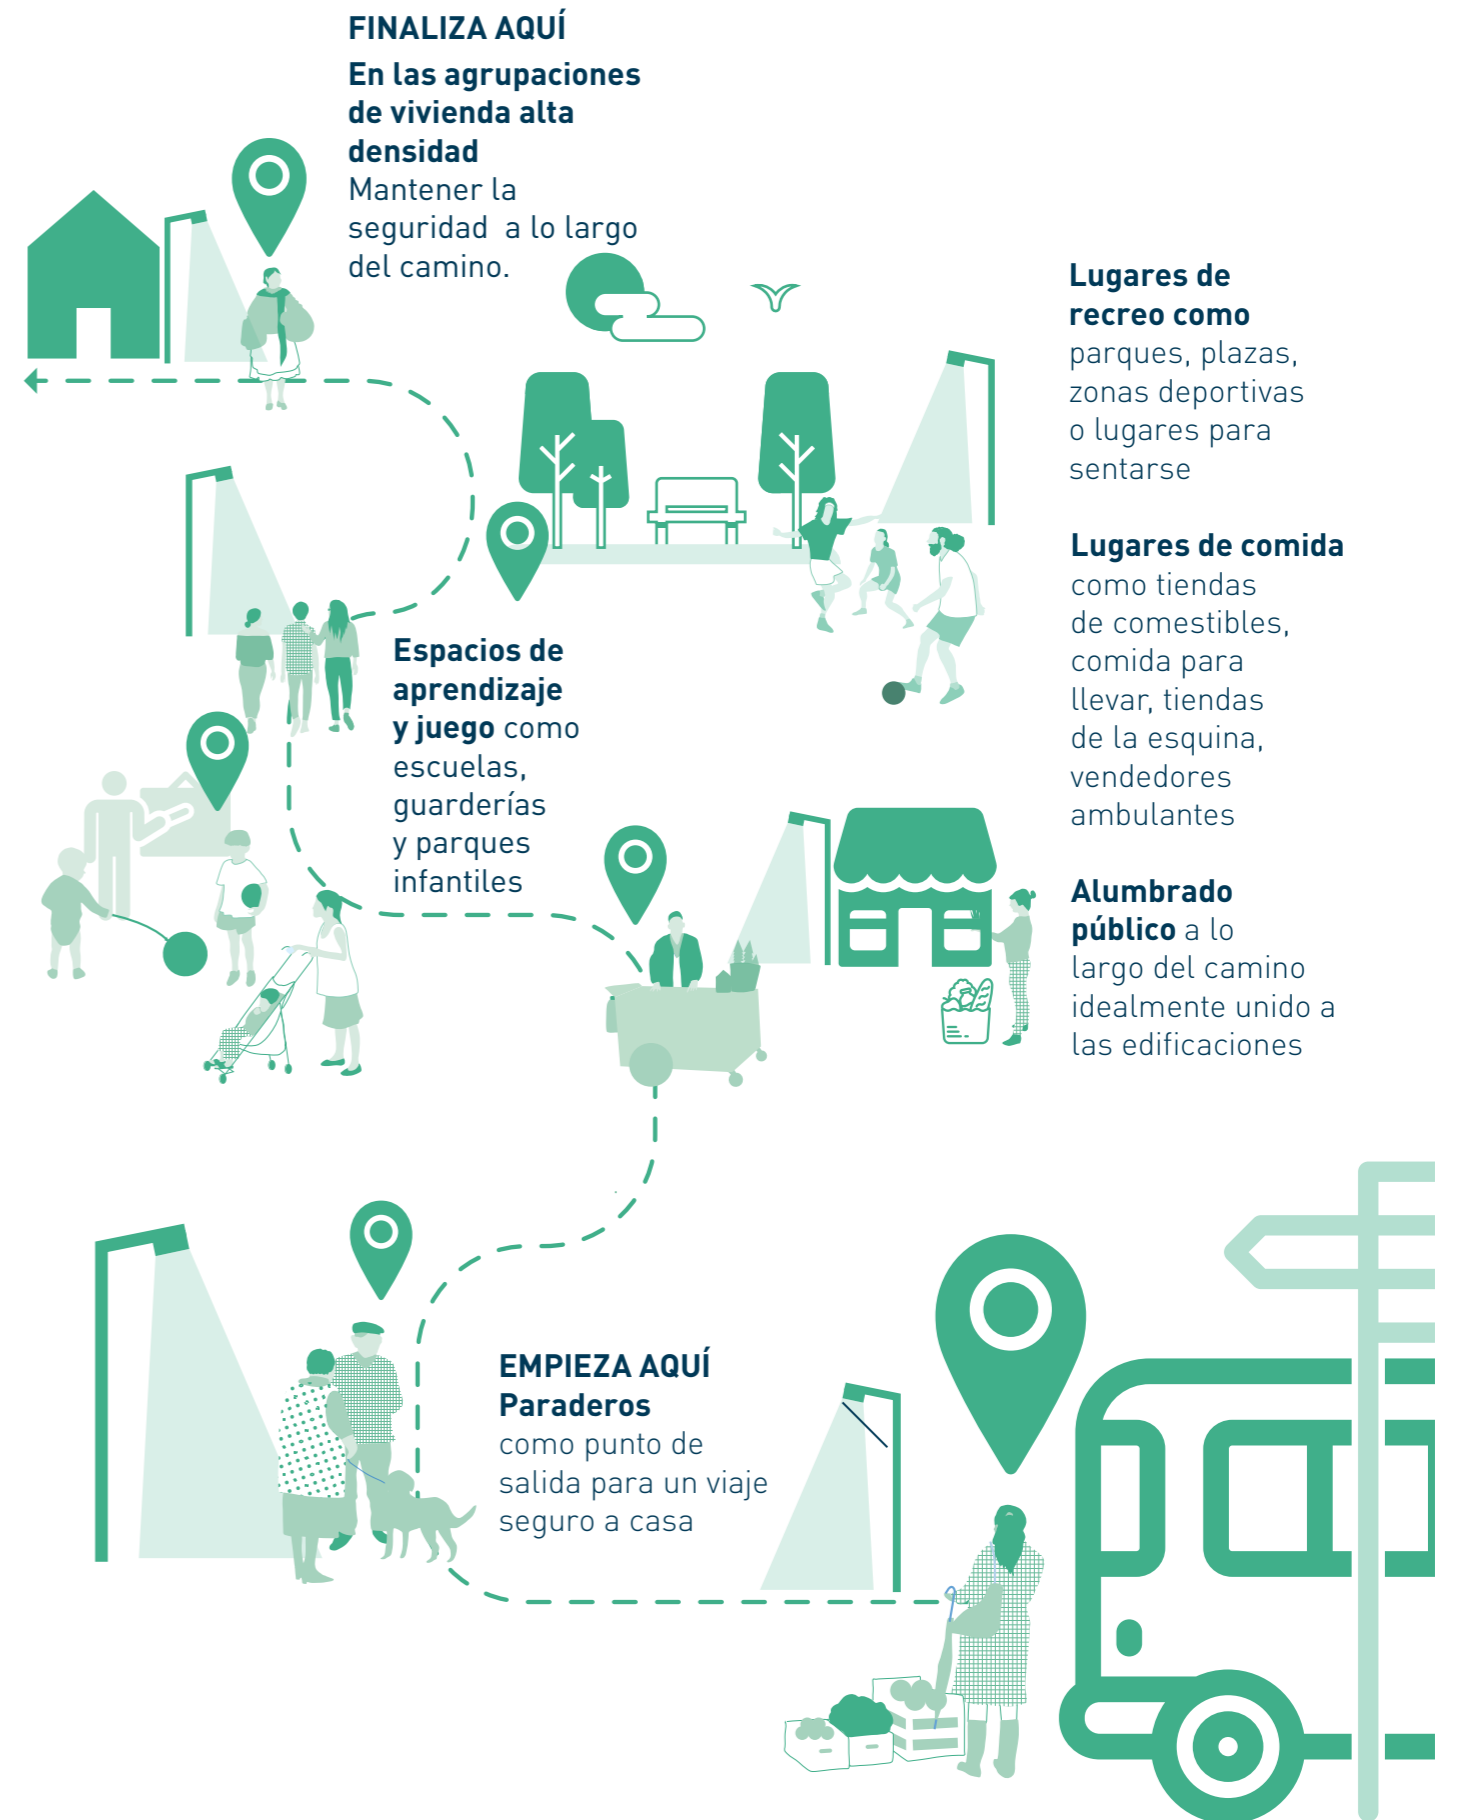 FINALIZA AQUÍ
En las agrupaciones
de vivienda alta
densidad
Mantener la
seguridad a lo largo
del camino.
Lugares de
recreo como
parques, plazas,
zonas deportivas
o lugares para
sentarse
Lugares de comida
como tiendas
de comestibles,
comida para
llevar, tiendas
de la esquina,
vendedores
ambulantes
Alumbrado
público a lo
largo del camino
idealmente unido a
las edificaciones
Espacios de
aprendizaje
y juego como
escuelas,
guarderías
y parques
infantiles
EMPIEZA AQUÍ
Paraderos
como punto de
salida para un viaje
seguro a casa